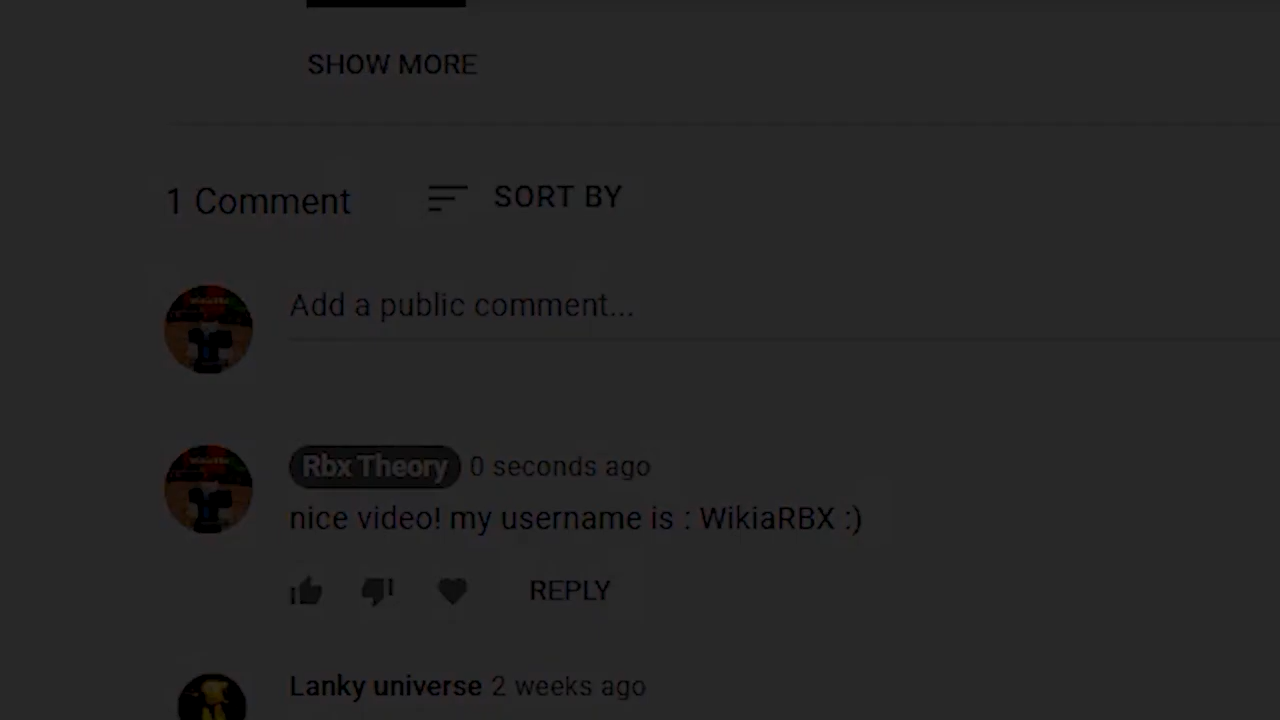 SHOW MORE
1 Comment
SORT BY
Add a public comment...
Rbx Theory 0 seconds ago
nice video! my username is : WikiaRBX :)
REPLY
Lanky universe 2 weeks ago